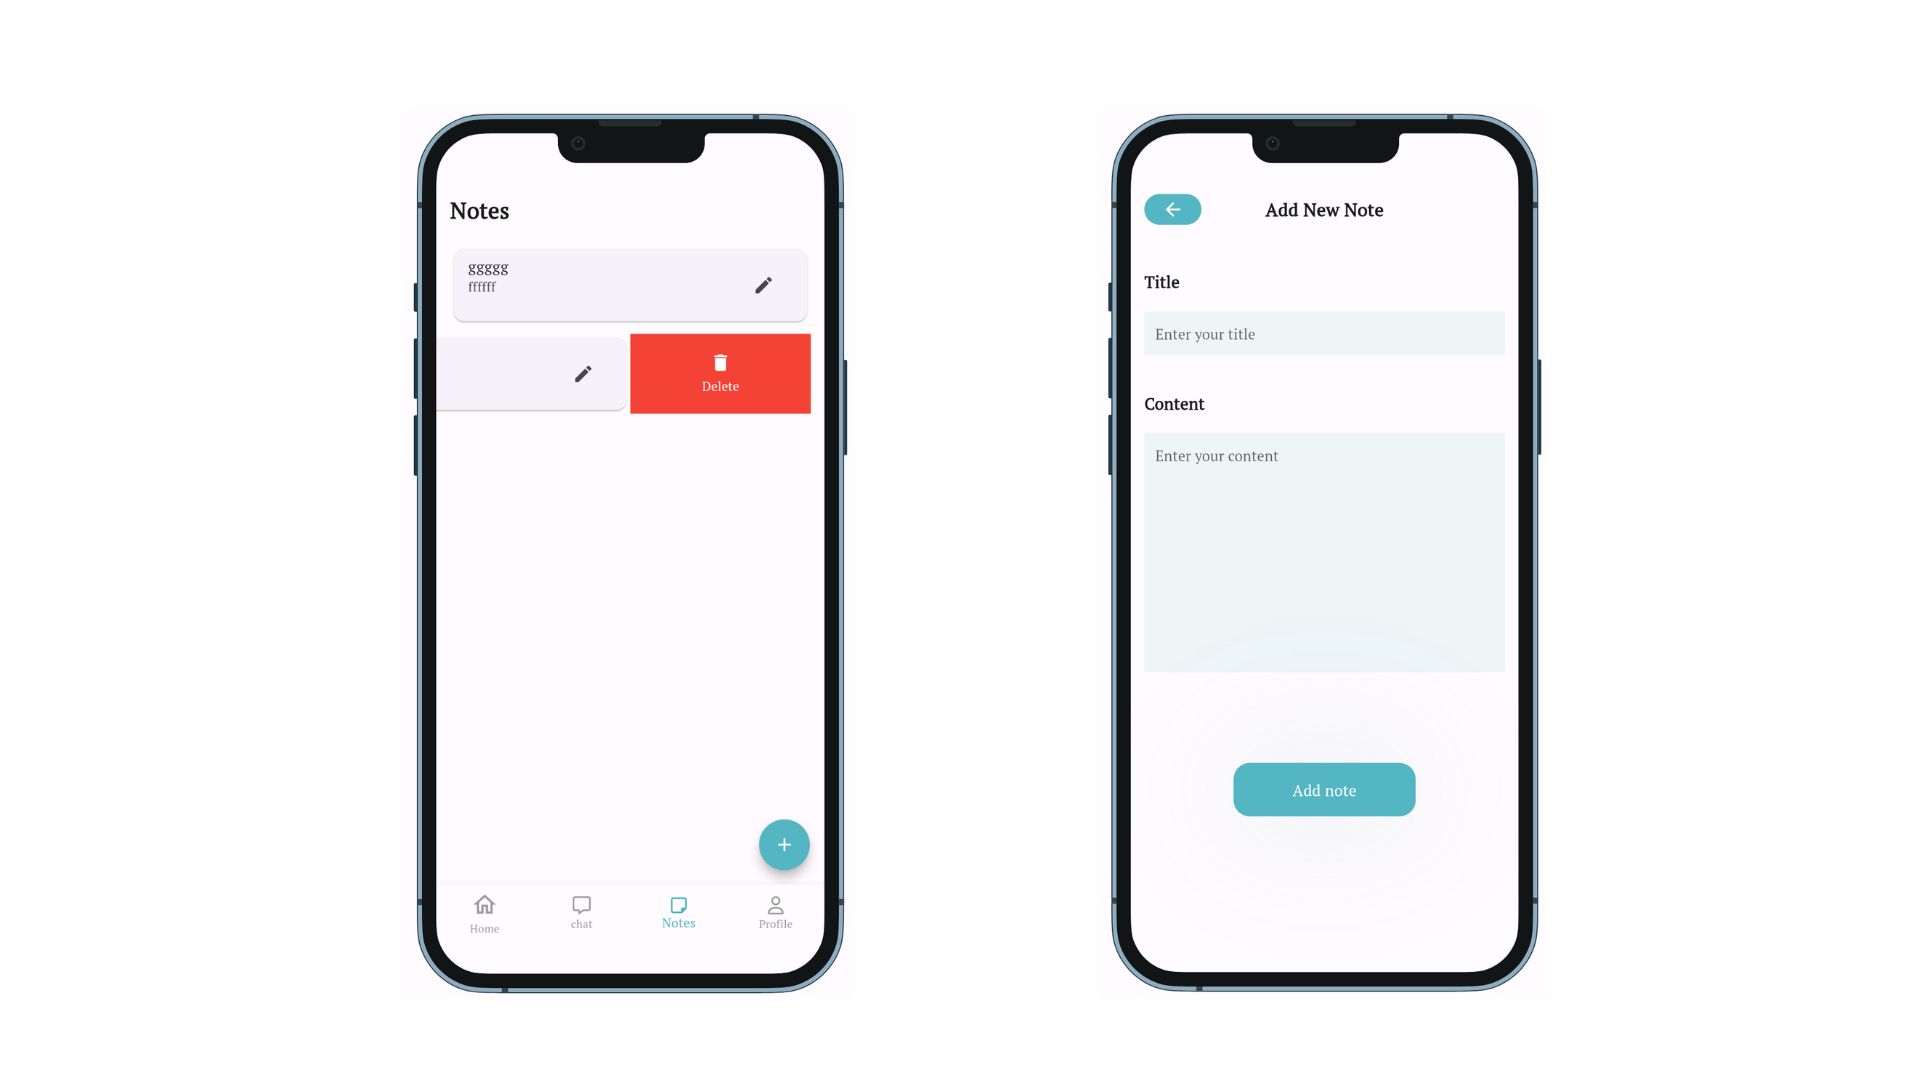 Notes
ggggg
ffffff
Delete
Home
chat
Notes
Profile
Add New Note
Title
Enter your title
Content
Enter your content
Add note